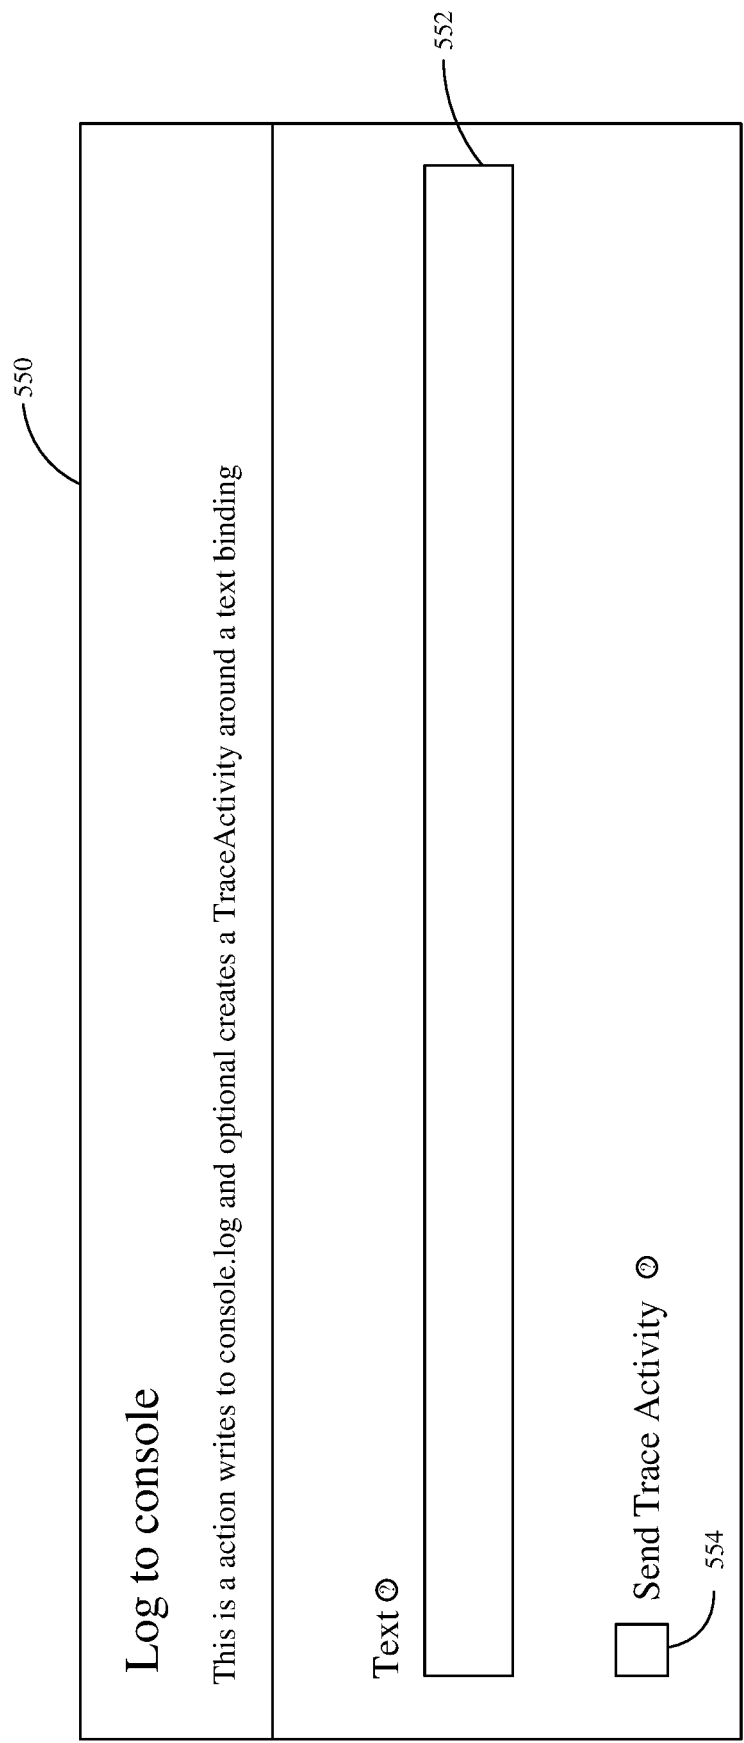 550
552
Log to console
This is a action writes to console.log and optional creates a TraceActivity around a text binding
Text ?
Send Trace Activity ?
554